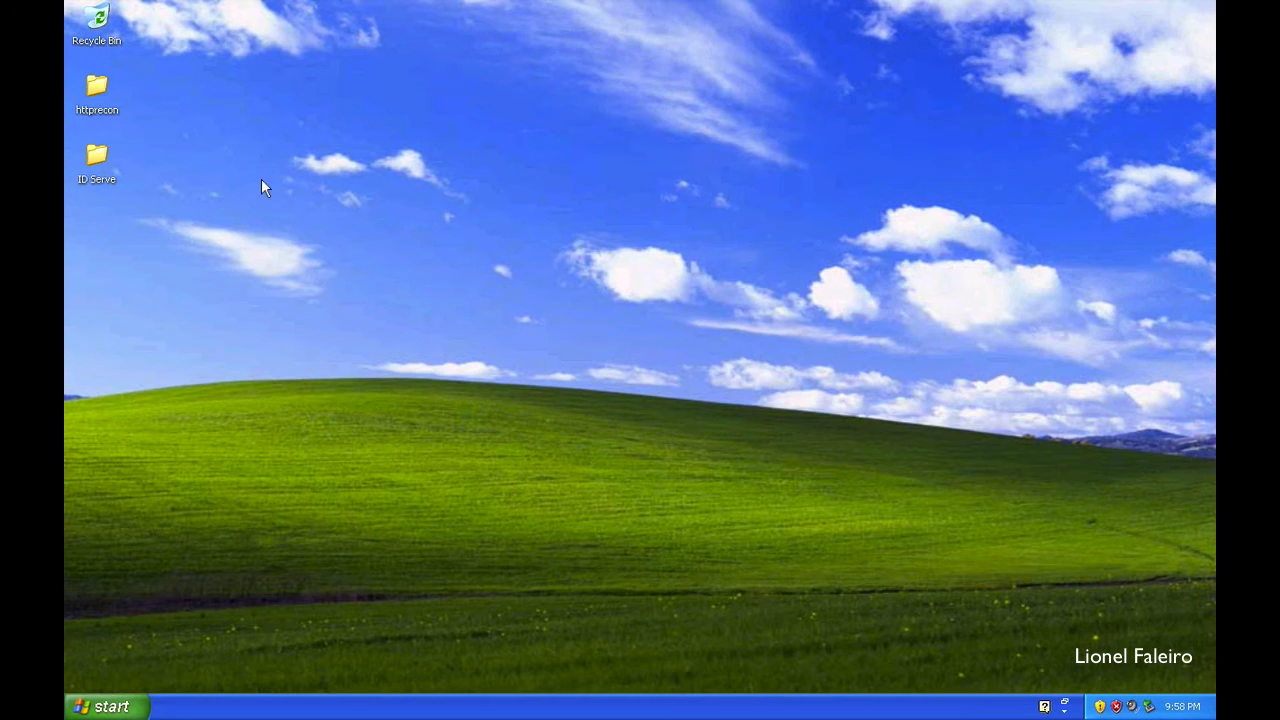 Recycle Bin
httprecon
ID Serve
Lionel Faleiro
start
9:58 PM